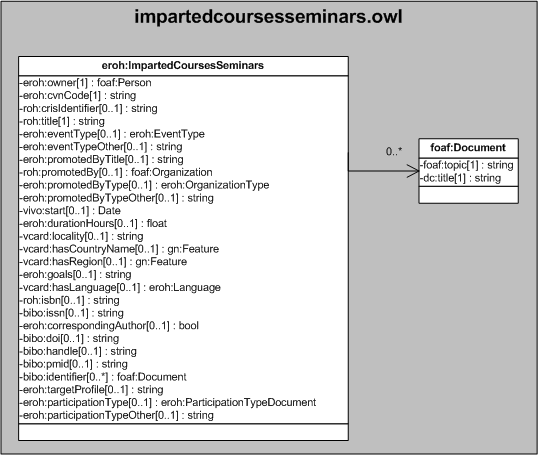 impartedcoursesseminars.owl
eroh:ImpartedCoursesSeminars
-eroh:owner[1] : foaf:Person
-eroh:cvnCode[1] : string
-roh:crisIdentifier[0..1] : string
-roh:title[1] : string
-eroh:eventType[0..1] : eroh:EventType
-eroh:eventTypeOther[0..1] : string
-eroh:promotedByTitle[0..1] : string
-roh:promotedBy[0..1] : foaf:Organization
-eroh:promotedByType[0..1] : eroh:OrganizationType
-eroh:promotedByTypeOther[0..1] : string
-vivo:start[0..1] : Date
-eroh:durationHours[0..1] : float
-vcard:locality[0..1] : string
-vcard:hasCountryName[0..1] : gn:Feature
-vcard:hasRegion[0..1] : gn:Feature
-eroh:goals[0..1] : string
-vcard:hasLanguage[0..1] : eroh:Language
-roh:isbn[0..1] : string
-bibo:issn[0..1] : string
-eroh:correspondingAuthor[0..1] : bool
-bibo:doi[0..1] : string
-bibo:handle[0..1] : string
-bibo:pmid[0..1] : string
-bibo:identifier[0..*] : foaf:Document
-eroh:targetProfile[0..1] : string
-eroh:participationType[0..1] : eroh:ParticipationTypeDocument
-eroh:participationTypeOther[0..1] : string
0..*
foaf:Document
-foaf:topic[1] : string
-dc:title[1] : string